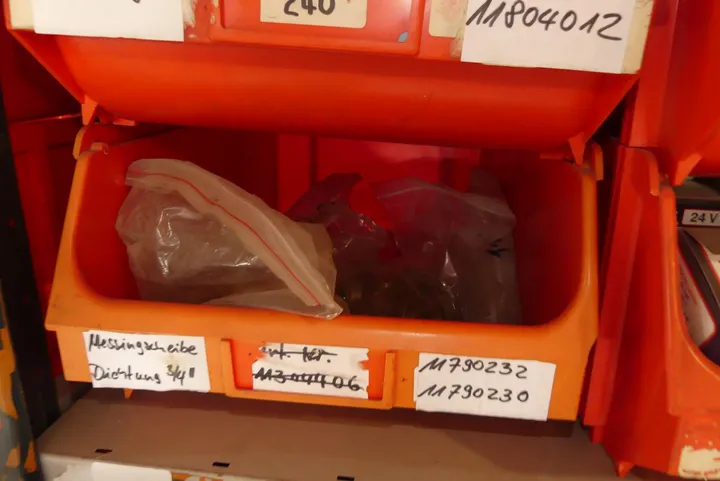 240
11804012
24 V
Messingscheibe
Dichtung 3/4"
11790232
11790230